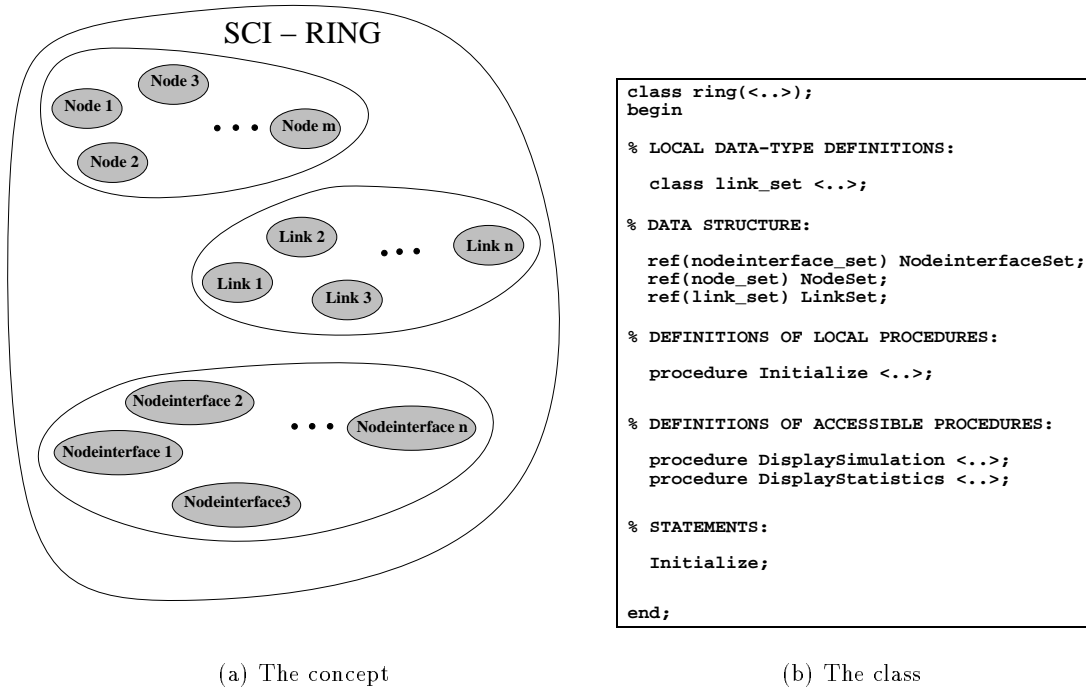 SCI – RING
Node 3
Node 1
• • •
Node m
Node 2
Link 2
• • •
Link n
Link 1
Link 3
Nodeinterface 2
• • •
Nodeinterface n
Nodeinterface 1
Nodeinterface3
class ring(<..>);
begin
% LOCAL DATA-TYPE DEFINITIONS:
class link_set <..>;
% DATA STRUCTURE:
ref(nodeinterface_set) NodeinterfaceSet;
ref(node_set) NodeSet;
ref(link_set) LinkSet;
% DEFINITIONS OF LOCAL PROCEDURES:
procedure Initialize <..>;
% DEFINITIONS OF ACCESSIBLE PROCEDURES:
procedure DisplaySimulation <..>;
procedure DisplayStatistics <..>;
% STATEMENTS:
Initialize;
end;
(a) The concept
(b) The class